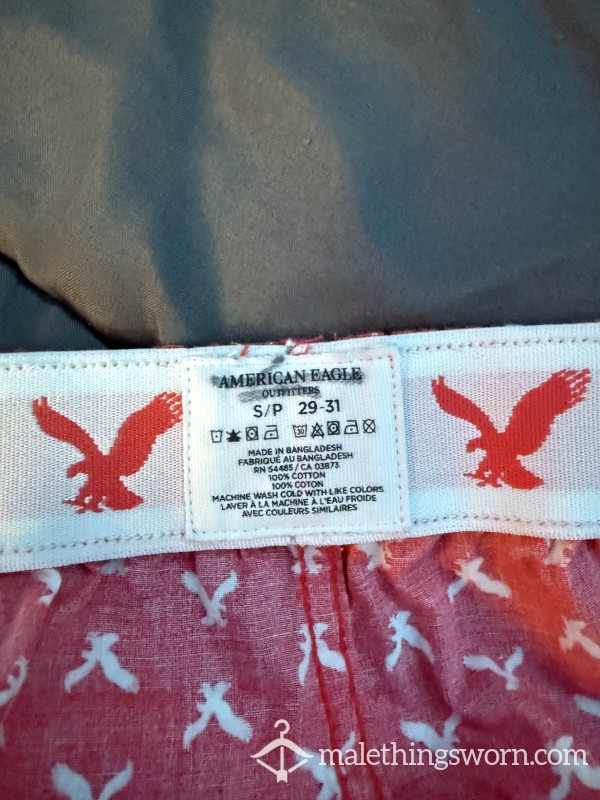 AMERICAN EAGLE
OUTFITTERS
S/P 29-31
30
MADE IN BANGLADESH
FABRIQUÉ AU BANGLADESH
RN 54485 / CA 03873
100% COTTON
100% COTON
MACHINE WASH COLD WITH LIKE COLORS
LAVER À LA MACHINE À L'EAU FROIDE
AVEC COULEURS SIMILAIRES
malethingsworn.com